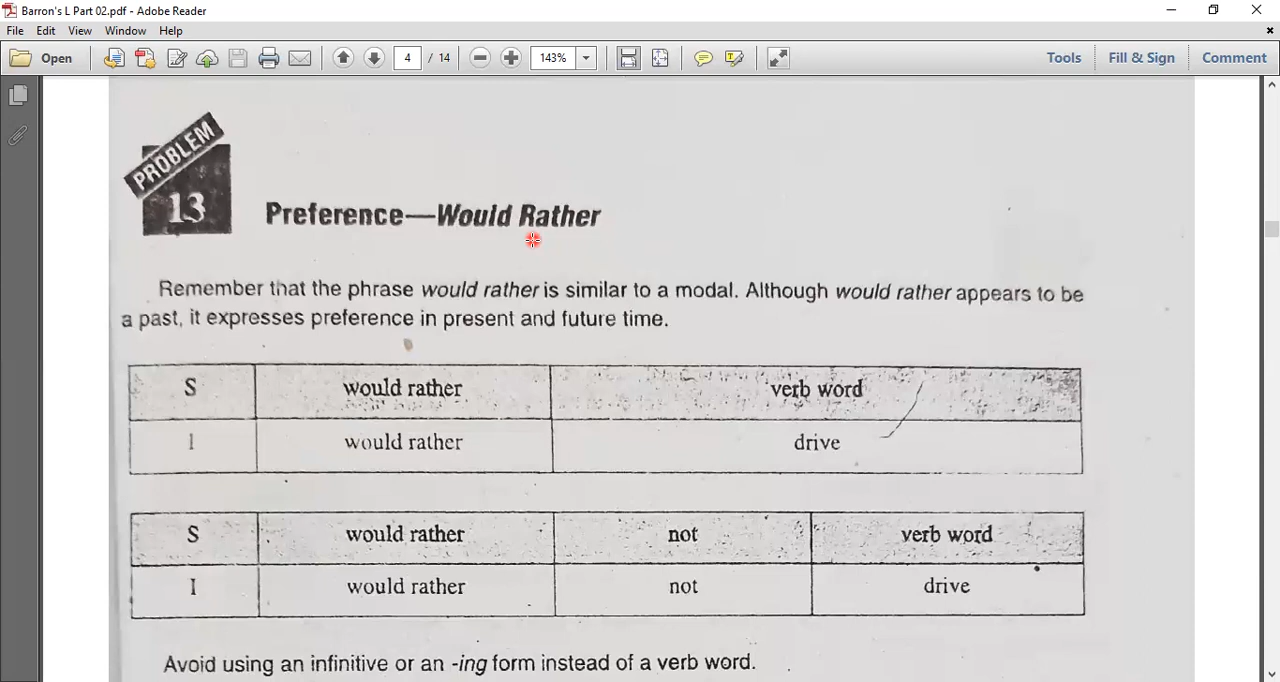 Barron's L Part 02.pdf - Adobe Reader
File Edit View Window Help
Open 4 / 14 143% Tools Fill & Sign Comment
PROBLEM
13
Preference—Would Rather
Remember that the phrase would rather is similar to a modal. Although would rather appears to be
a past, it expresses preference in present and future time.
S would rather verb word
I would rather drive
S would rather not verb word
I would rather not drive
Avoid using an infinitive or an -ing form instead of a verb word.